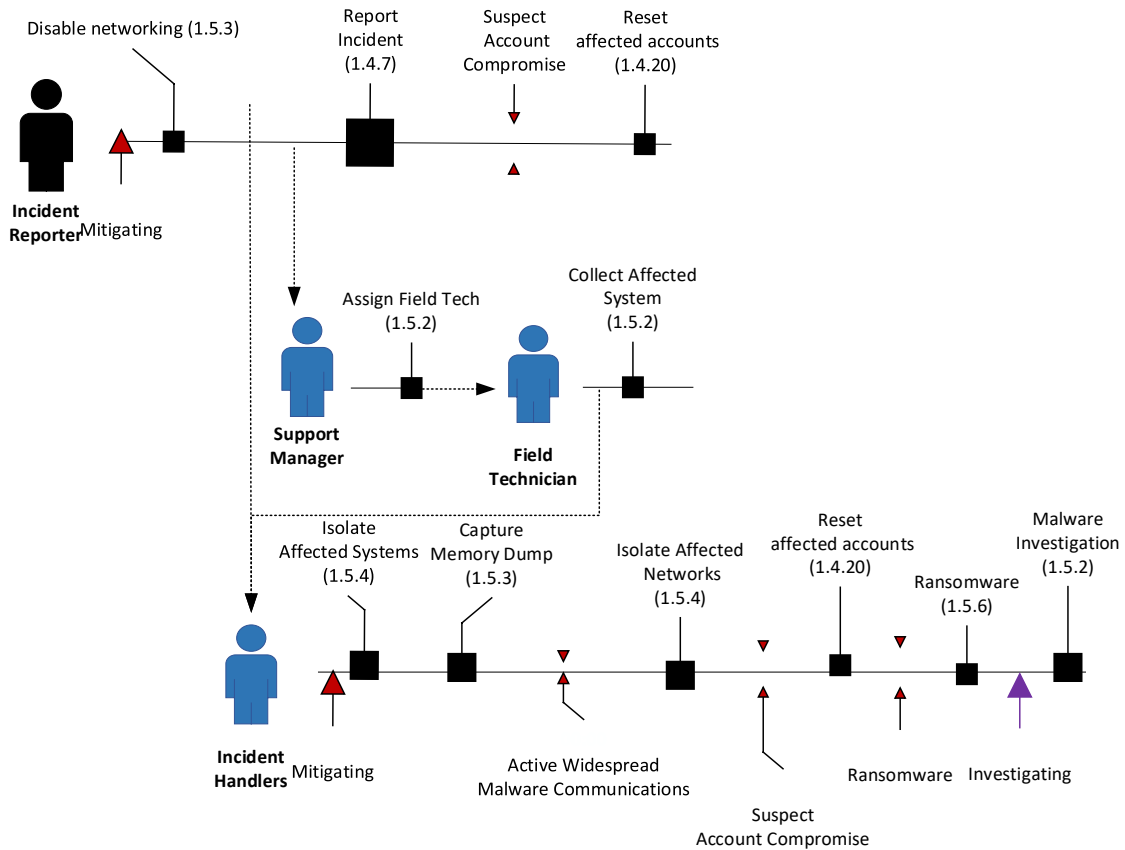 Disable networking (1.5.3)
Report
Incident
(1.4.7)
Suspect
Account
Compromise
Reset
affected accounts
(1.4.20)
Incident
Reporter
Mitigating
Assign Field Tech
(1.5.2)
Collect Affected
System
(1.5.2)
Support
Manager
Field
Technician
Isolate
Affected Systems
(1.5.4)
Capture
Memory Dump
(1.5.3)
Isolate Affected
Networks
(1.5.4)
Reset
affected accounts
(1.4.20)
Ransomware
(1.5.6)
Malware
Investigation
(1.5.2)
Incident
Handlers
Mitigating
Active Widespread
Malware Communications
Suspect
Account Compromise
Ransomware
Investigating